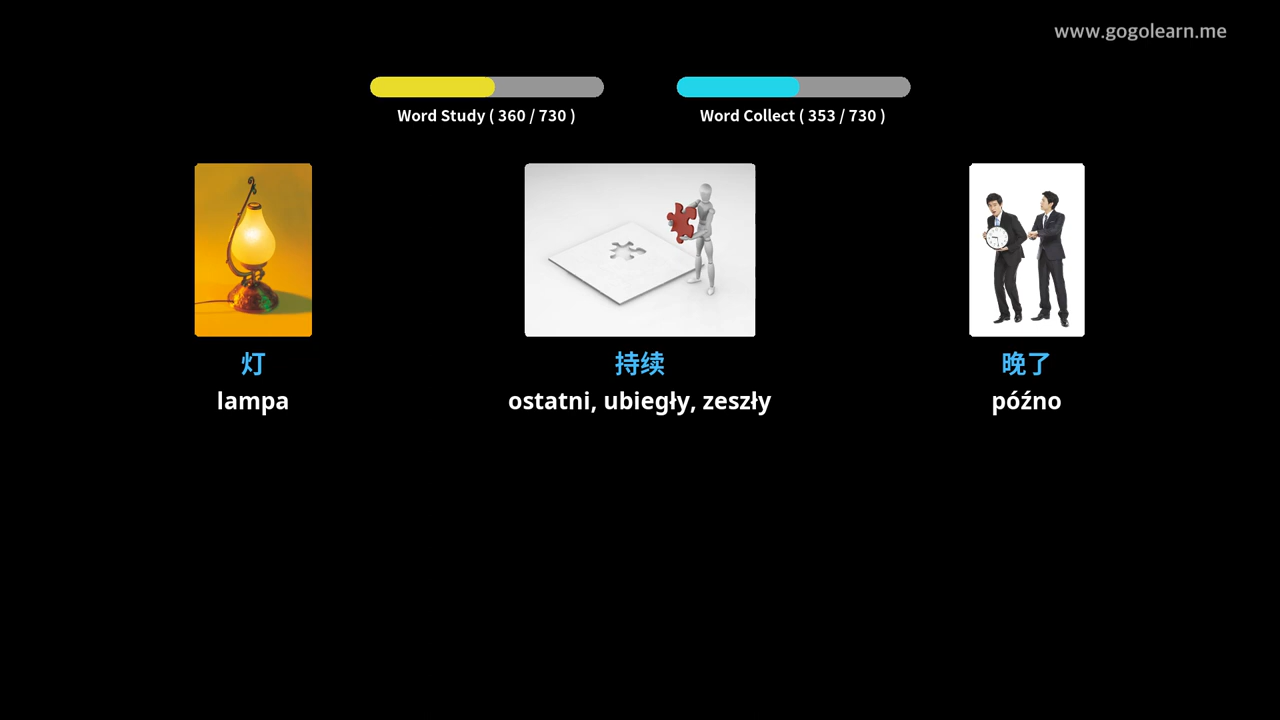 www.gogolearn.me
Word Study ( 360 / 730 )
Word Collect ( 353 / 730 )
灯
持续
晚了
lampa
ostatni, ubiegły, zeszły
późno